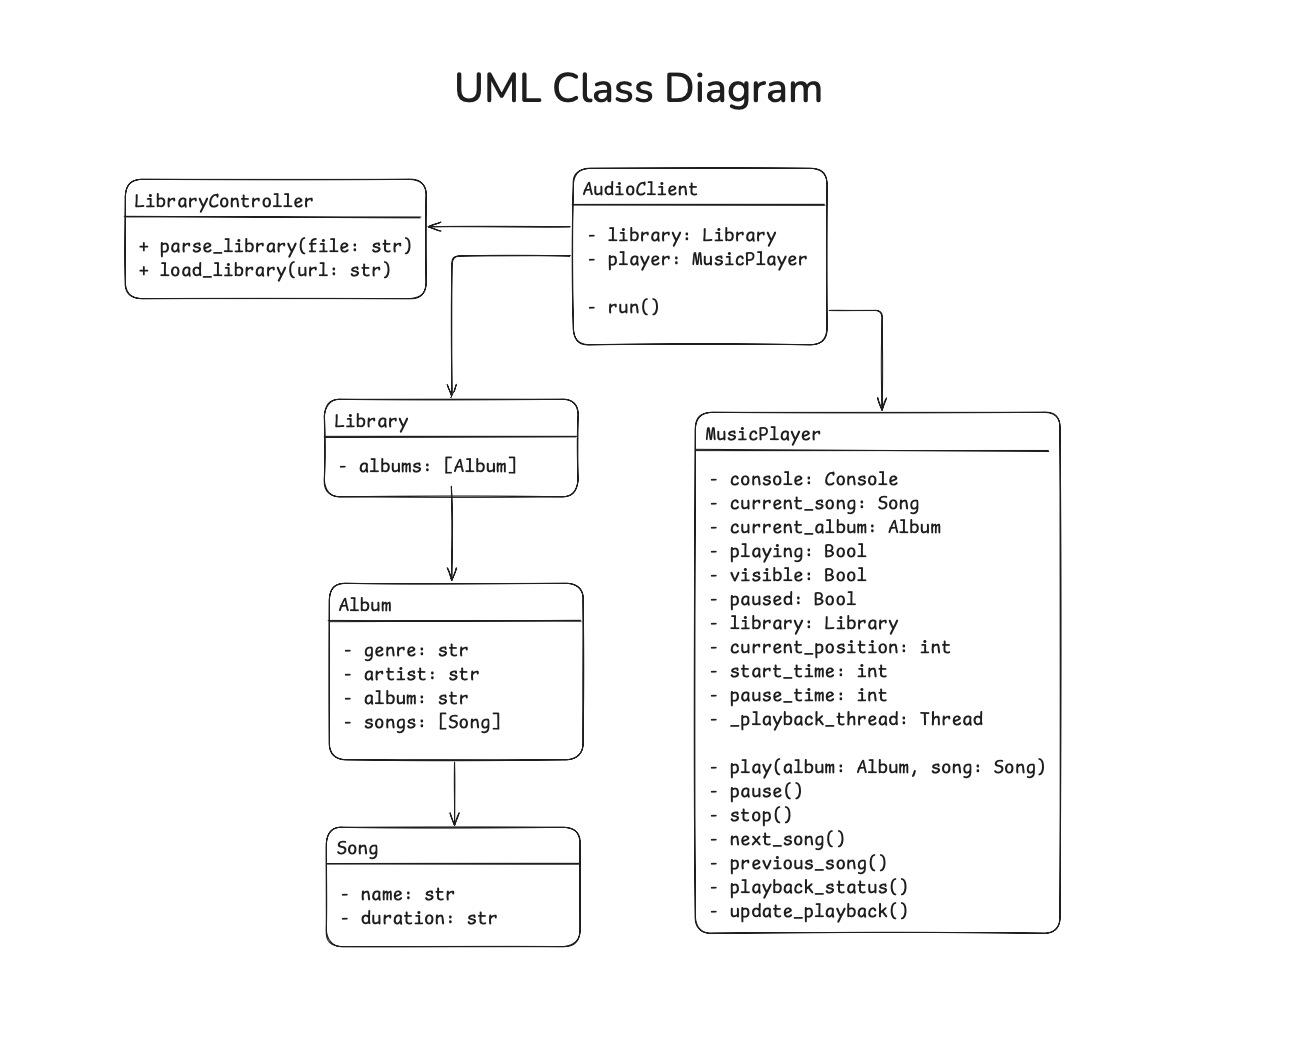 UML Class Diagram
LibraryController
+ parse_library(file: str)
+ load_library(url: str)
AudioClient
- library: Library
- player: MusicPlayer
- run()
Library
- albums: [Album]
Album
- genre: str
- artist: str
- album: str
- songs: [Song]
Song
- name: str
- duration: str
MusicPlayer
- console: Console
- current_song: Song
- current_album: Album
- playing: Bool
- visible: Bool
- paused: Bool
- library: Library
- current_position: int
- start_time: int
- pause_time: int
- _playback_thread: Thread
- play(album: Album, song: Song)
- pause()
- stop()
- next_song()
- previous_song()
- playback_status()
- update_playback()